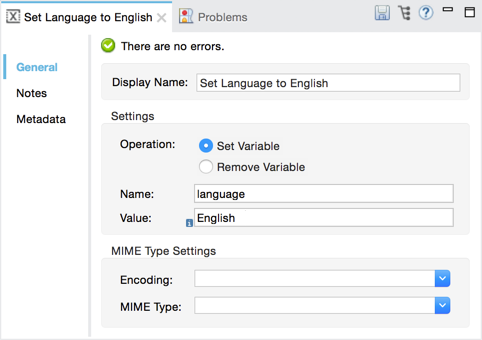 Set Language to English
Problems
There are no errors.
General
Notes
Metadata
Display Name: Set Language to English
Settings
Operation: Set Variable
Remove Variable
Name: language
Value: English
MIME Type Settings
Encoding:
MIME Type: